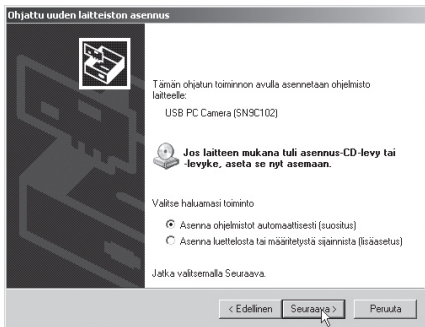 Ohjattu uuden laitteiston asennus
Tämän ohjatun toiminnon avulla asennetaan ohjelmisto
laitteelle:
USB PC Camera (SN9C102)
Jos laitteen mukana tuli asennus-CD-levy tai
-levyke, aseta se nyt asemaan.
Valitse haluamasi toiminto
Asenna ohjelmistot automaattisesti (suositus)
Asenna luettelosta tai määritetystä sijainnista (lisäasetus)
Jatka valitsemalla Seuraava.
< Edellinen Seuraava > Peruuta